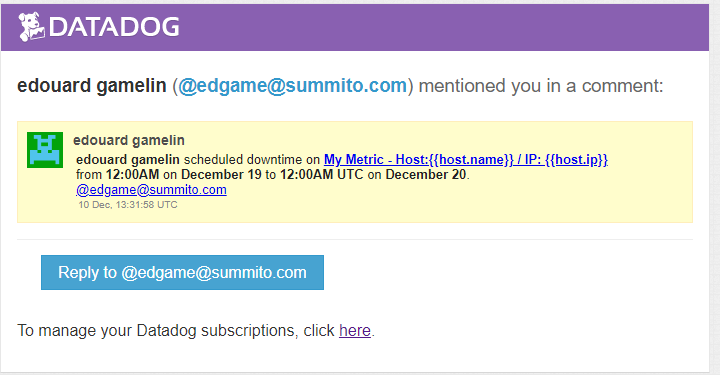 DATADOG
edouard gamelin (@edgame@summito.com) mentioned you in a comment:
edouard gamelin
edouard gamelin scheduled downtime on My Metric - Host:{{host.name}} / IP: {{host.ip}}
from 12:00AM on December 19 to 12:00AM UTC on December 20.
@edgame@summito.com
10 Dec, 13:31:58 UTC
Reply to @edgame@summito.com
To manage your Datadog subscriptions, click here.